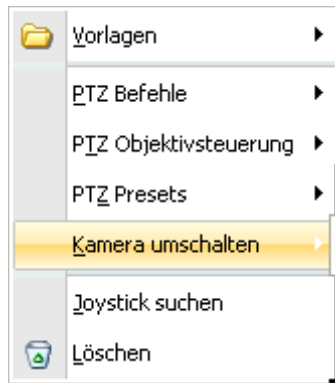 Vorlagen
PTZ Befehle
PTZ Objektivsteuerung
PTZ Presets
Kamera umschalten
Joystick suchen
Löschen